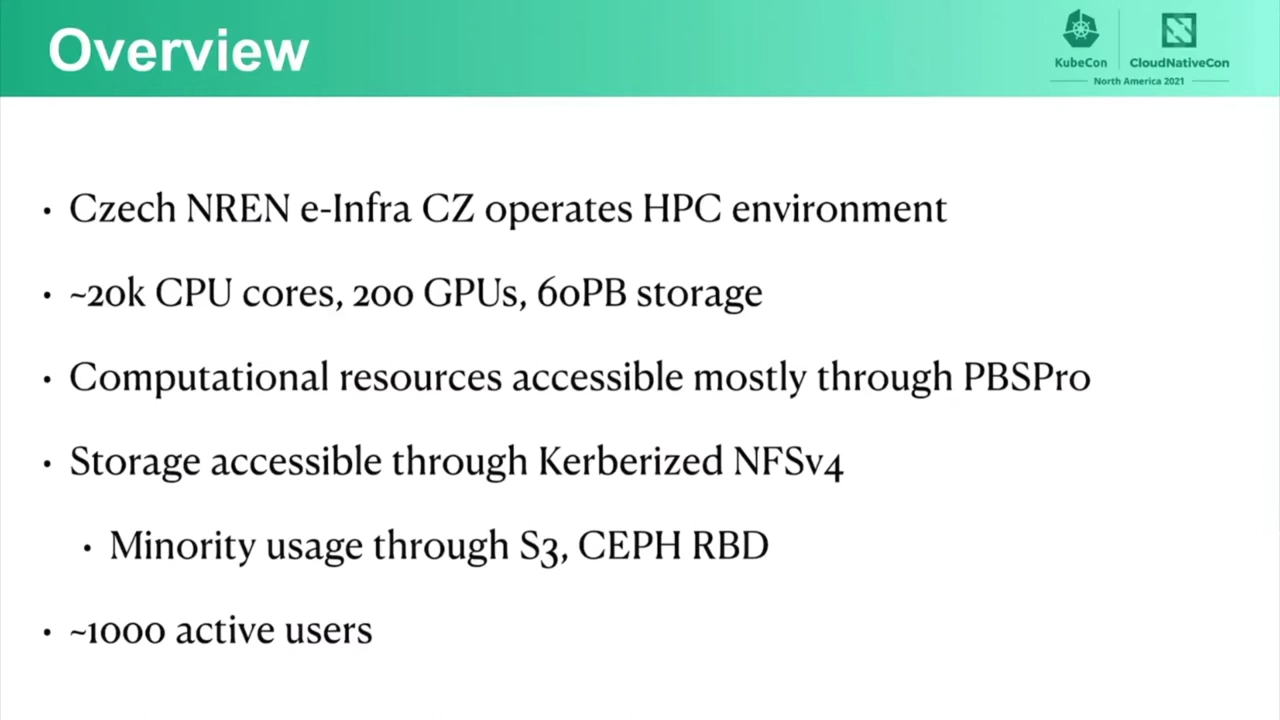 Overview
KubeCon
CloudNativeCon
North America 2021
• Czech NREN e-Infra CZ operates HPC environment
• ~20k CPU cores, 200 GPUs, 60PB storage
• Computational resources accessible mostly through PBSPro
• Storage accessible through Kerberized NFSv4
• Minority usage through S3, CEPH RBD
• ~1000 active users